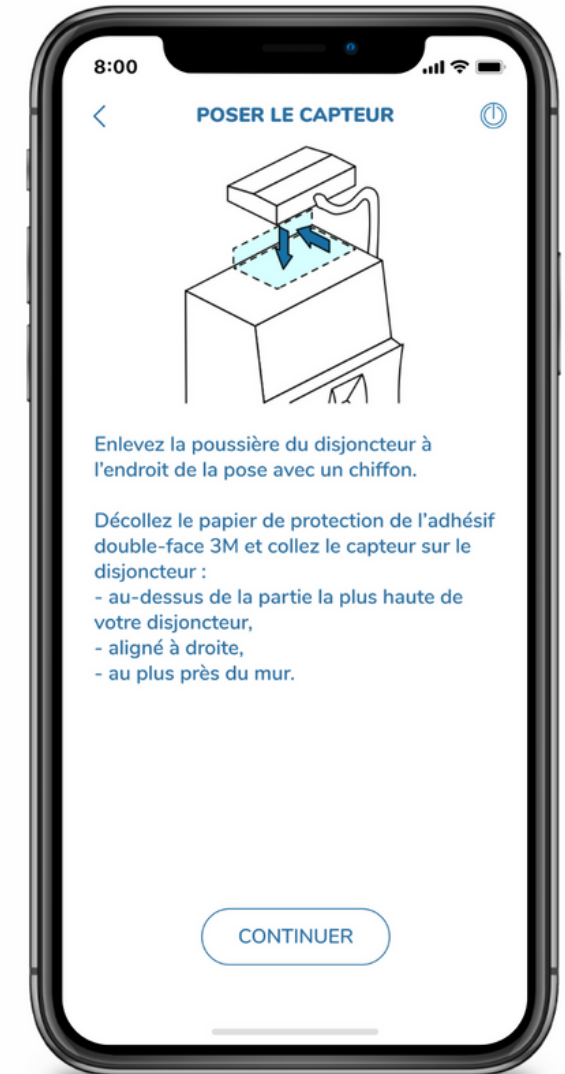 8:00
POSER LE CAPTEUR
Enlevez la poussière du disjoncteur à
l'endroit de la pose avec un chiffon.
Décollez le papier de protection de l'adhésif
double-face 3M et collez le capteur sur le
disjoncteur :
- au-dessus de la partie la plus haute de
votre disjoncteur,
- aligné à droite,
- au plus près du mur.
CONTINUER